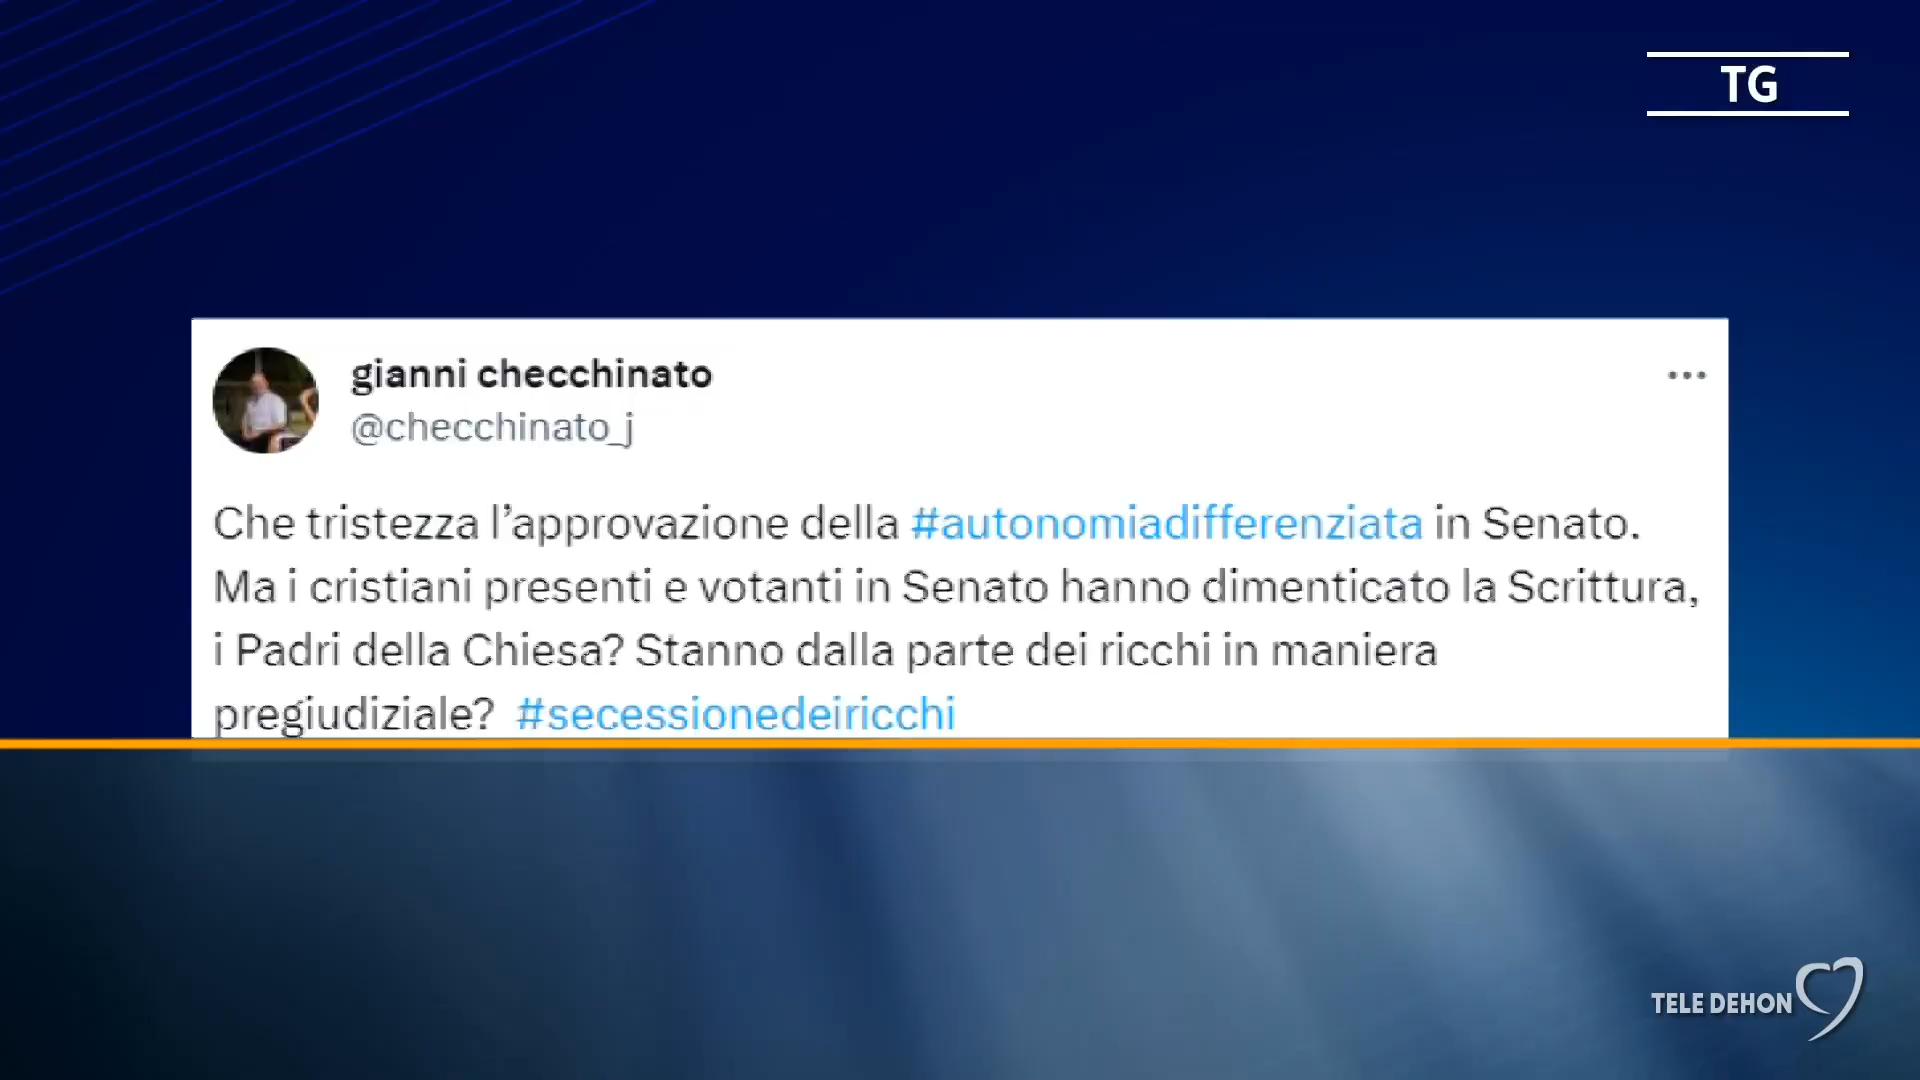 TG
gianni checchinato
@checchinato_j
Che tristezza l’approvazione della #autonomiadifferenziata in Senato.
Ma i cristiani presenti e votanti in Senato hanno dimenticato la Scrittura,
i Padri della Chiesa? Stanno dalla parte dei ricchi in maniera
pregiudiziale? #secessionedeiricchi
TELE DEHON